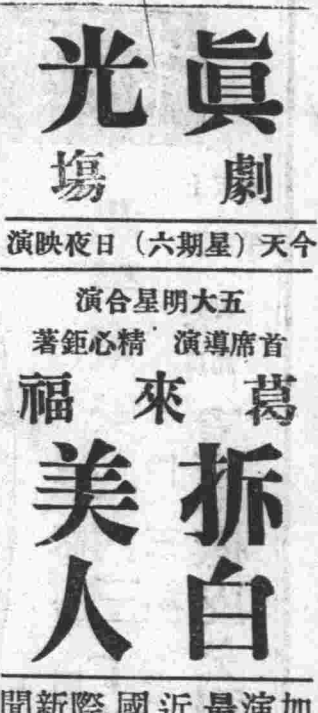 眞光
劇塲
今天（星期六）日夜映演
五大明星合演
首席導演 精必鉅著
葛來福
拆白
美人
加演最近國際新聞